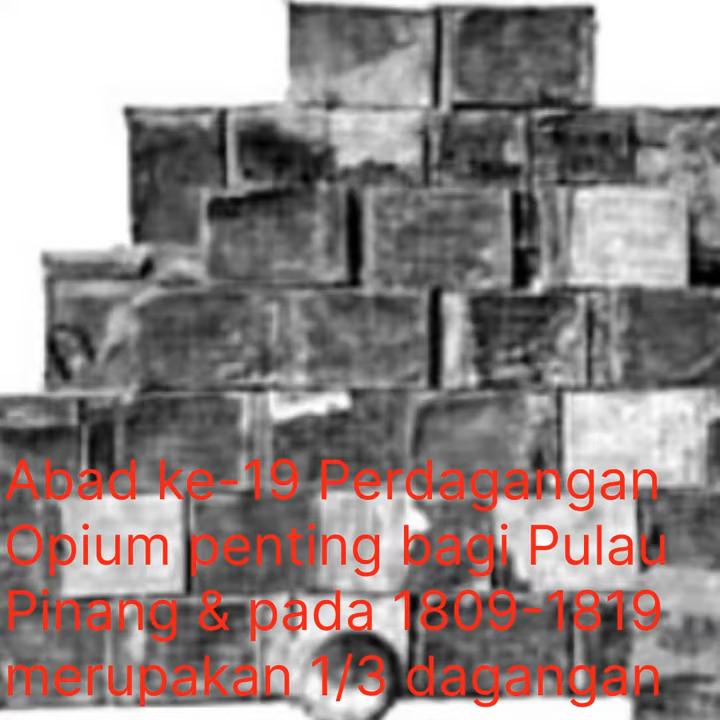 Abad ke-19 Perdagangan
Opium penting bagi Pulau
Pinang & pada 1809-1819
merupakan 1/3 dagangan